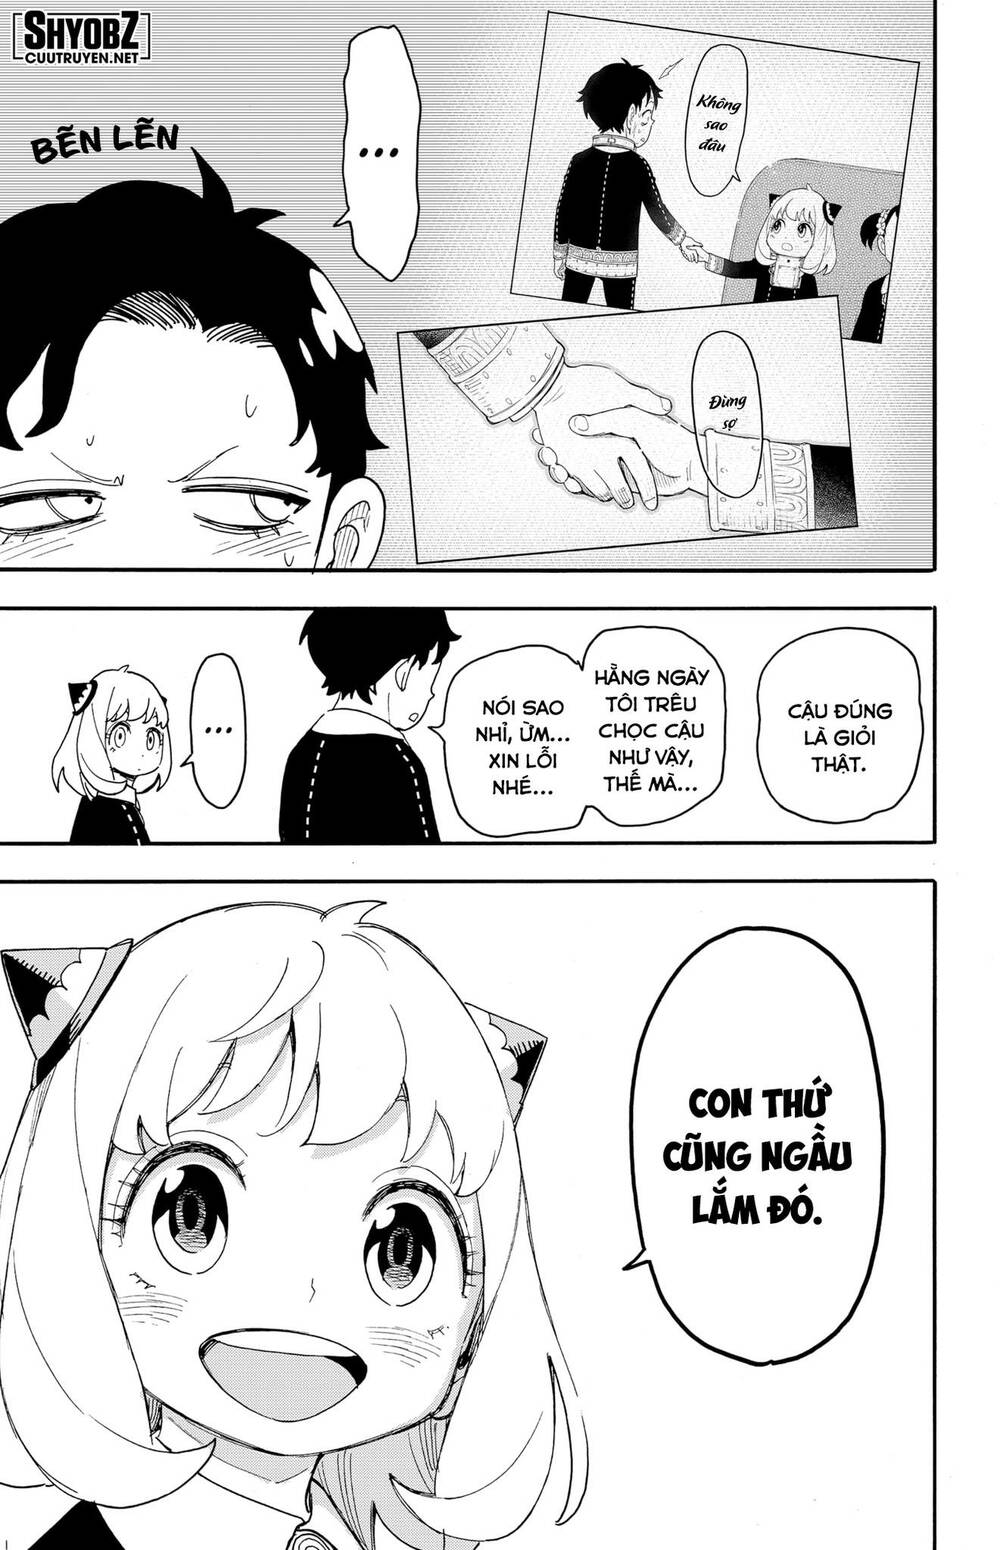 SHYOBZ
CUUTRUYEN.NET
Không
sao
đâu
Đừng
sợ
...
BẼN LẼN
CẬU ĐÚNG
LÀ GIỎI
THẬT.
HẰNG NGÀY
TÔI TRÊU
CHỌC CẬU
NHƯ VẬY,
THẾ MÀ...
NÓI SAO
NHỈ, ỪM...
XIN LỖI
NHÉ...
...
CON THỨ
CŨNG NGẦU
LẮM ĐÓ.